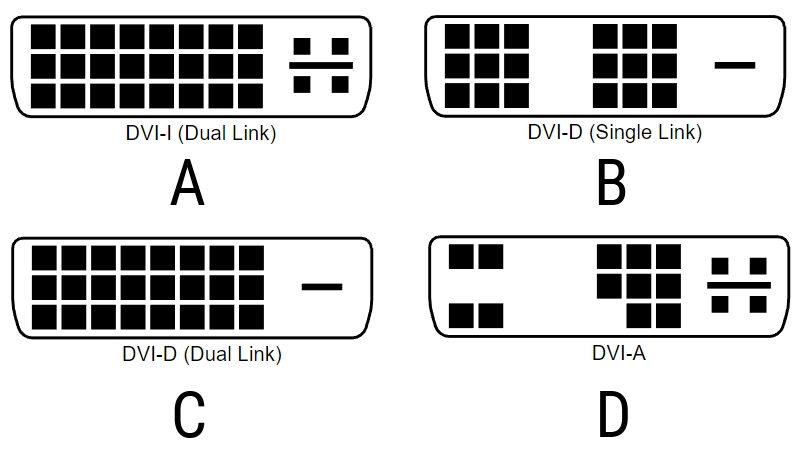 DVI-I (Dual Link)
A
DVI-D (Single Link)
B
DVI-D (Dual Link)
C
DVI-A
D